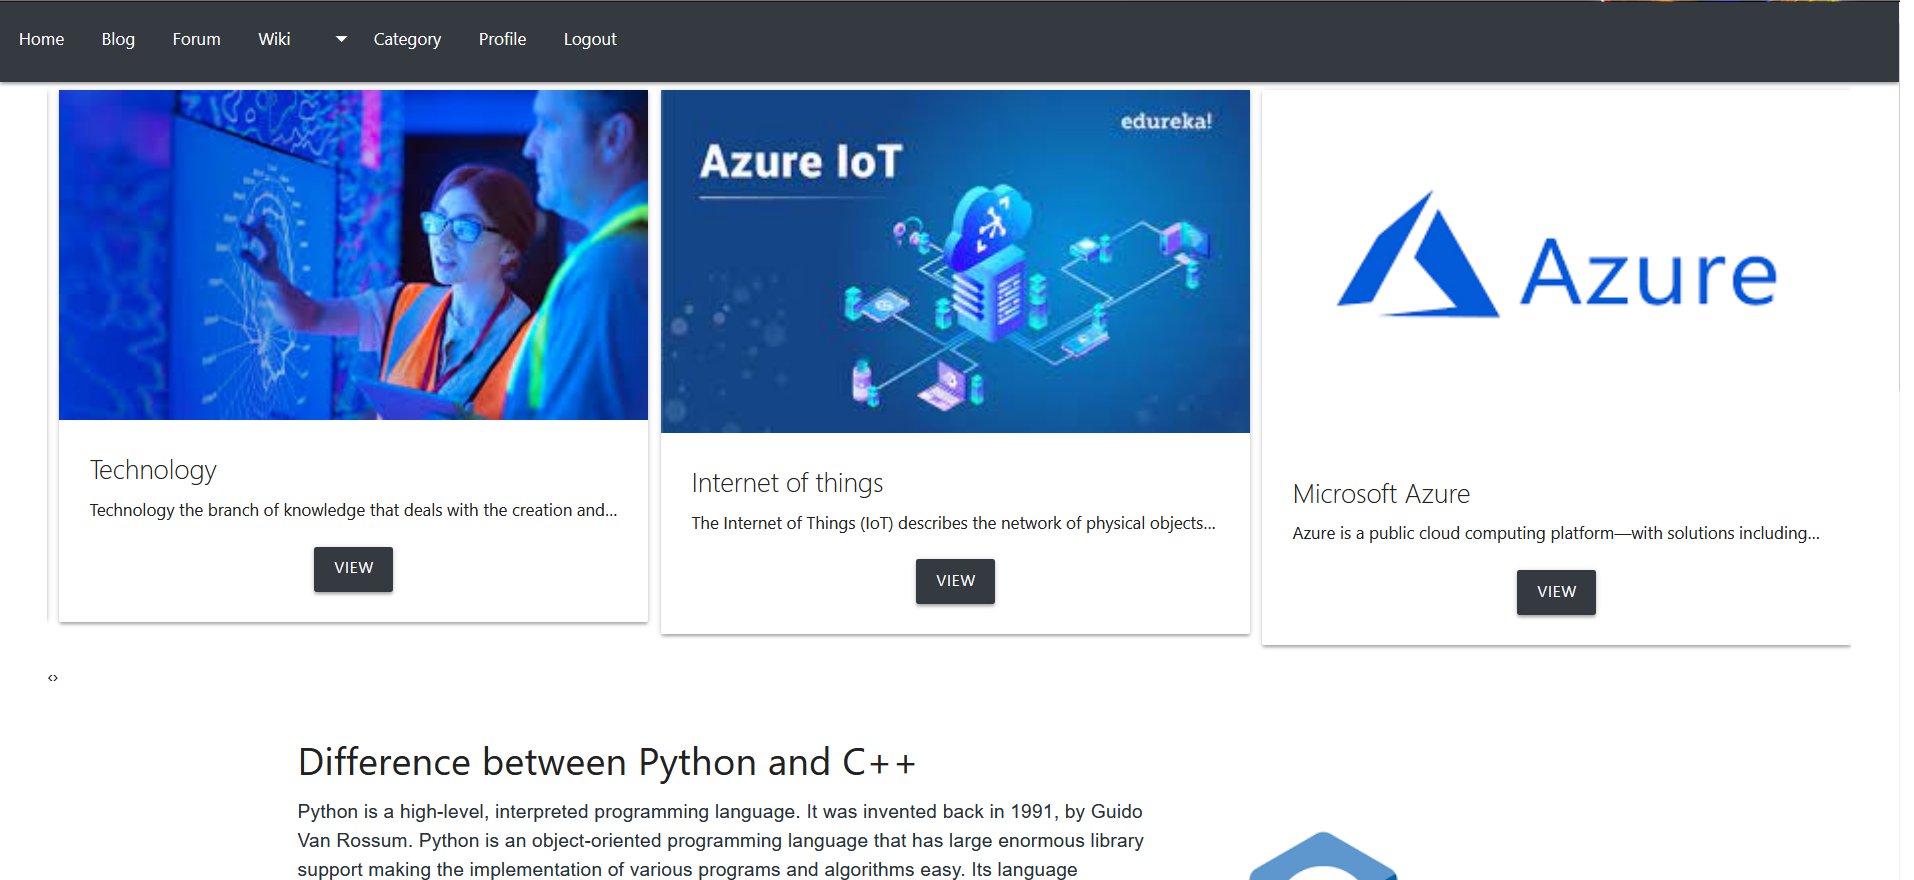 Home Blog Forum Wiki Category Profile Logout
edureka!
Azure IoT
Azure
Technology
Technology the branch of knowledge that deals with the creation and...
VIEW
Internet of things
The Internet of Things (IoT) describes the network of physical objects...
VIEW
Microsoft Azure
Azure is a public cloud computing platform—with solutions including...
VIEW
‹›
Difference between Python and C++
Python is a high-level, interpreted programming language. It was invented back in 1991, by Guido
Van Rossum. Python is an object-oriented programming language that has large enormous library
support making the implementation of various programs and algorithms easy. Its language